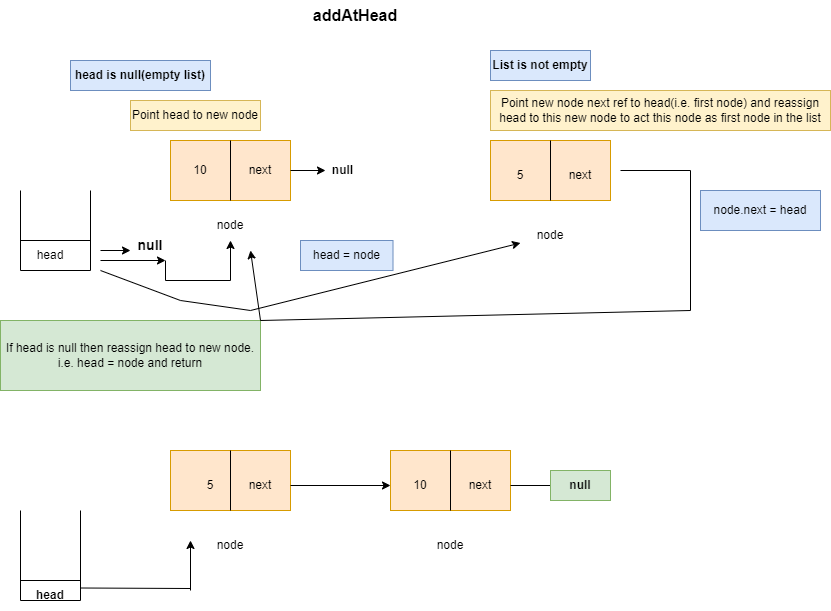 addAtHead
head is null(empty list)
List is not empty
Point head to new node
Point new node next ref to head(i.e. first node) and reassign
head to this new node to act this node as first node in the list
10
next
null
5
next
node.next = head
node
node
head
null
head = node
If head is null then reassign head to new node.
i.e. head = node and return
5
next
10
next
null
node
node
head